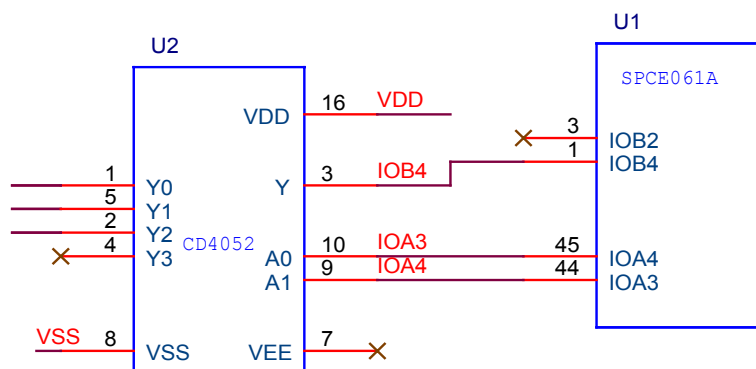 U2
U1
SPCE061A
VDD
16
VDD
3
IOB2
1
IOB4
1
Y0
Y
3
IOB4
5
Y1
2
Y2
4
Y3
CD4052
A0
10
IOA3
45
IOA4
A1
9
IOA4
44
IOA3
VSS
8
VSS
VEE
7